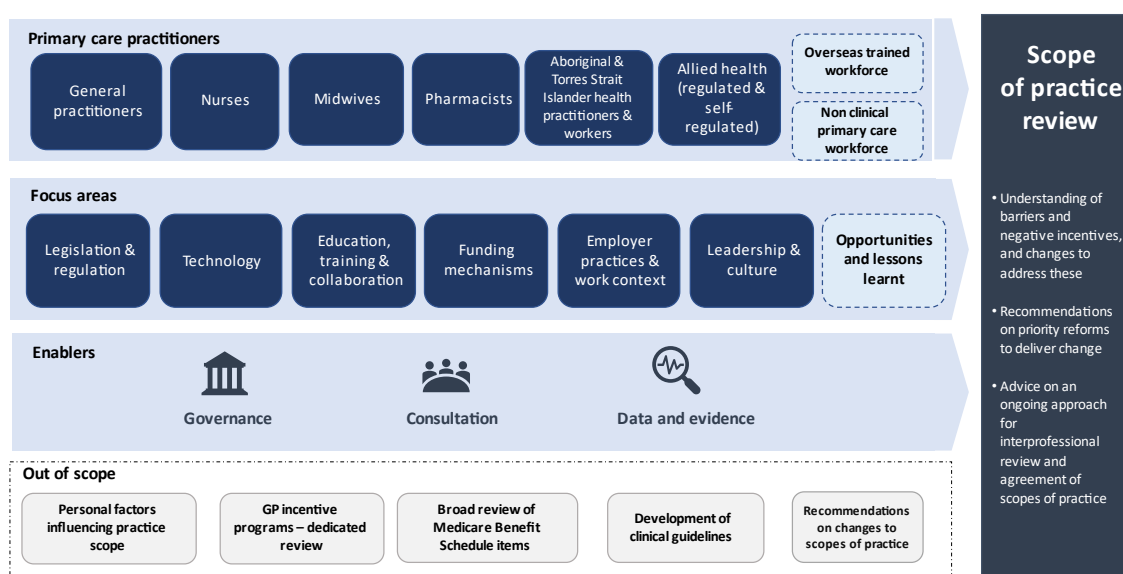 Primary care practitioners
General
practitioners
Nurses
Midwives
Pharmacists
Aboriginal &
Torres Strait
Islander health
practitioners &
workers
Allied health
(regulated &
self-
regulated)
Overseas trained
workforce
Non clinical
primary care
workforce
Focus areas
Legislation &
regulation
Technology
Education,
training &
collaboration
Funding
mechanisms
Employer
practices &
work context
Leadership &
culture
Opportunities
and lessons
learnt
Enablers
Governance
Consultation
Data and evidence
Out of scope
Personal factors
influencing practice
scope
GP incentive
programs – dedicated
review
Broad review of
Medicare Benefit
Schedule items
Development of
clinical guidelines
Recommendations
on changes to
scopes of practice
Scope
of practice
review
• Understanding of
barriers and
negative incentives,
and changes to
address these
• Recommendations
on priority reforms
to deliver change
• Advice on an
ongoing approach
for
interprofessional
review and
agreement of
scopes of practice